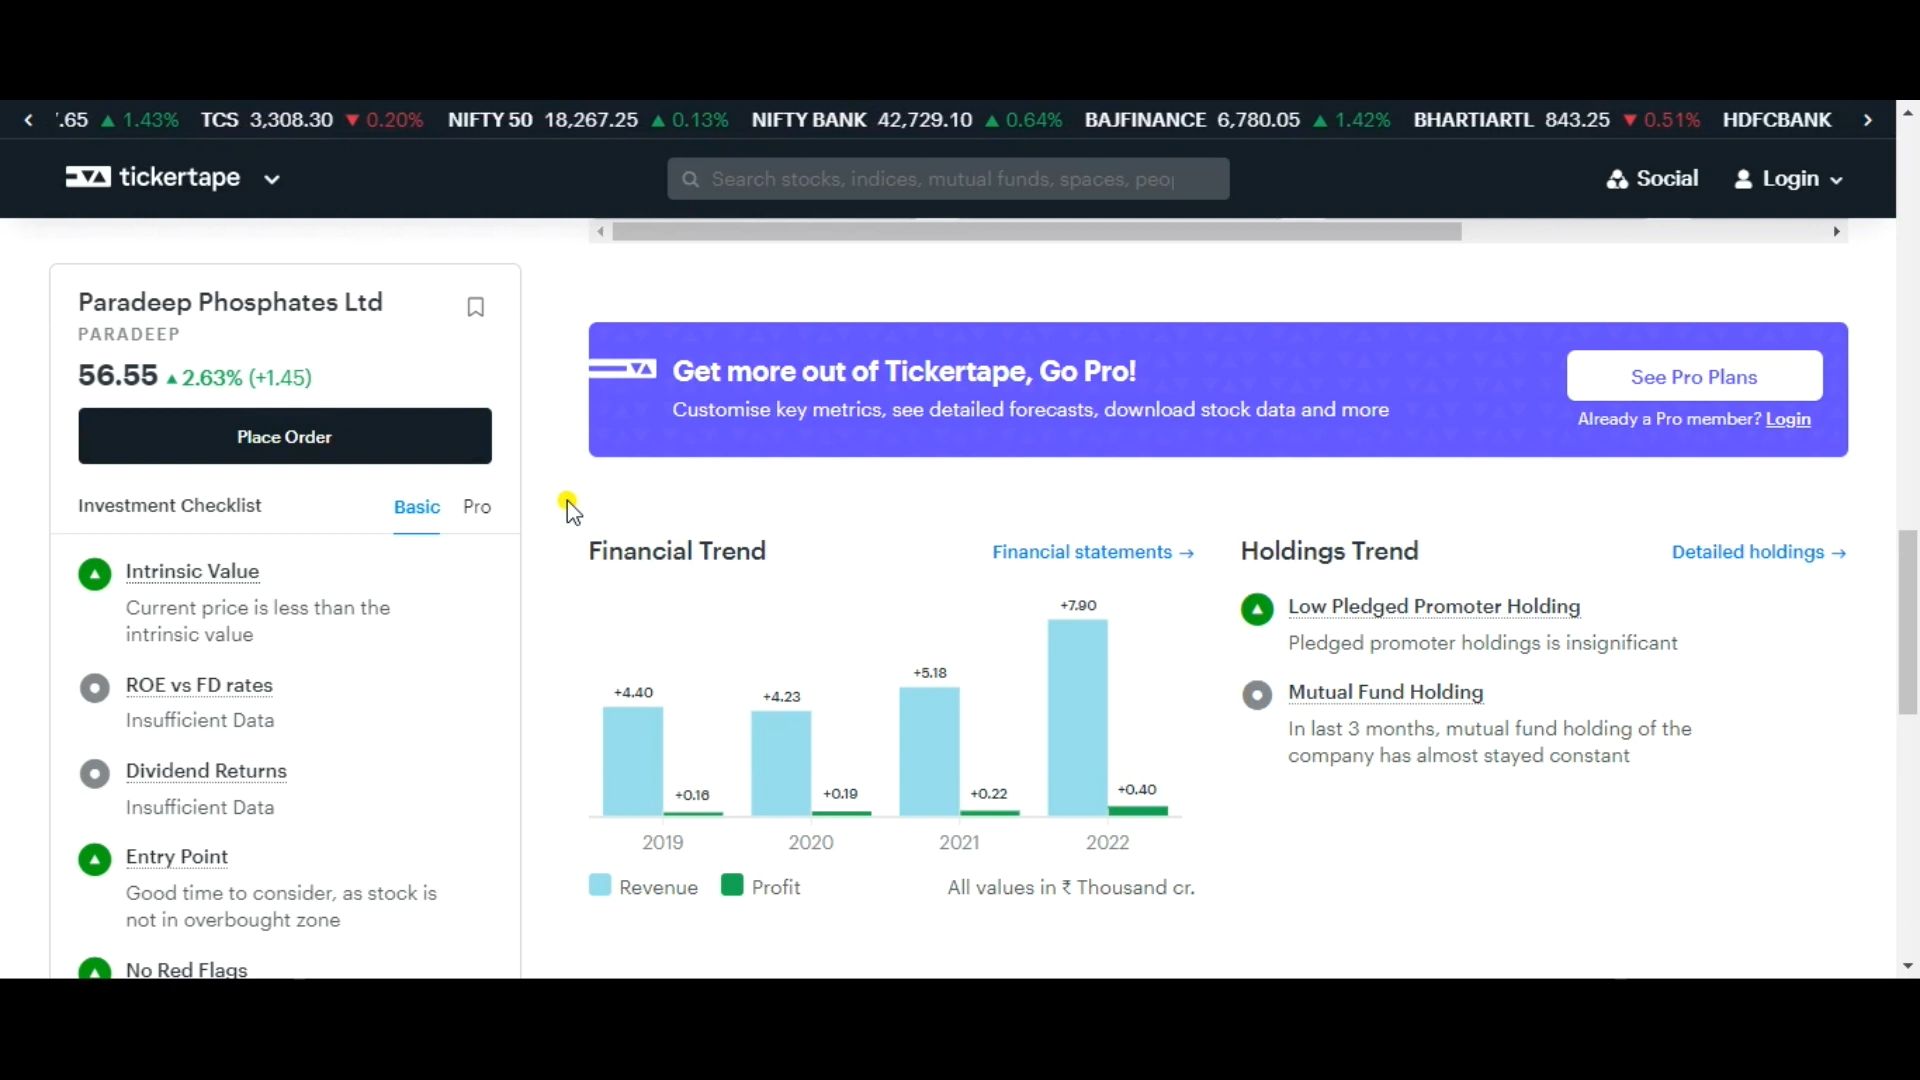 '.65 ▲ 1.43% TCS 3,308.30 ▼ 0.20% NIFTY 50 18,267.25 ▲ 0.13% NIFTY BANK 42,729.10 ▲ 0.64% BAJFINANCE 6,780.05 ▲ 1.42% BHARTIARTL 843.25 ▼ 0.51% HDFCBANK
tickertape
Search stocks, indices, mutual funds, spaces, peo
Social
Login
Paradeep Phosphates Ltd
PARADEEP
56.55 ▲ 2.63% (+1.45)
Place Order
Investment Checklist
Basic
Pro
Intrinsic Value
Current price is less than the
intrinsic value
ROE vs FD rates
Insufficient Data
Dividend Returns
Insufficient Data
Entry Point
Good time to consider, as stock is
not in overbought zone
No Red Flags
Get more out of Tickertape, Go Pro!
Customise key metrics, see detailed forecasts, download stock data and more
See Pro Plans
Already a Pro member? Login
Financial Trend
Financial statements →
+4.40
+0.16
+4.23
+0.19
+5.18
+0.22
+7.90
+0.40
2019
2020
2021
2022
Revenue
Profit
All values in ₹ Thousand cr.
Holdings Trend
Detailed holdings →
Low Pledged Promoter Holding
Pledged promoter holdings is insignificant
Mutual Fund Holding
In last 3 months, mutual fund holding of the
company has almost stayed constant